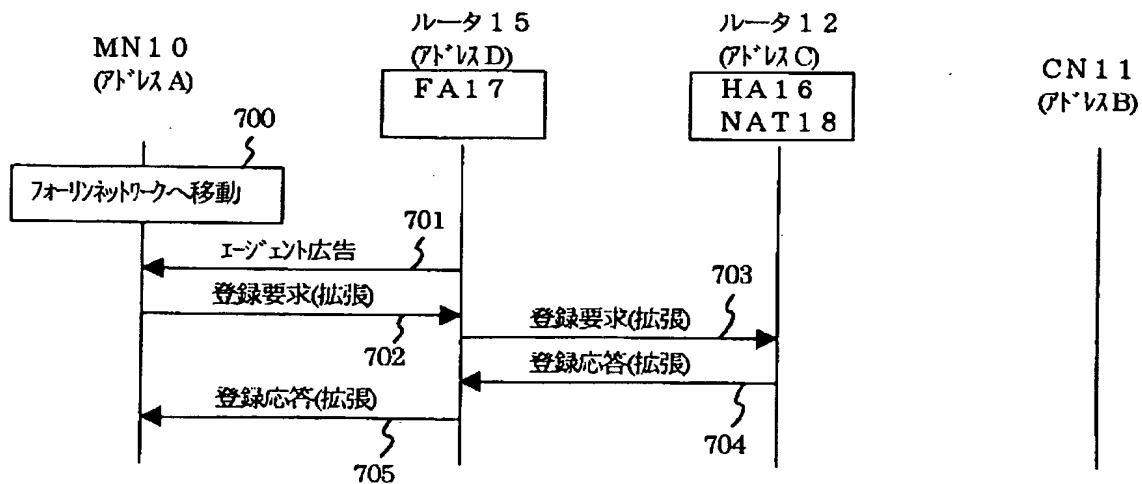 MN10
(ｱﾄﾞﾚｽA)
ルータ15
(ｱﾄﾞﾚｽD)
FA17
ルータ12
(ｱﾄﾞﾚｽC)
HA16
NAT18
CN11
(ｱﾄﾞﾚｽB)
700
ﾌｫｰﾘﾝﾈｯﾄﾜｰｸへ移動
701
ｴｰｼﾞｪﾝﾄ広告
登録要求(拡張)
702
703
登録要求(拡張)
登録応答(拡張)
704
登録応答(拡張)
705